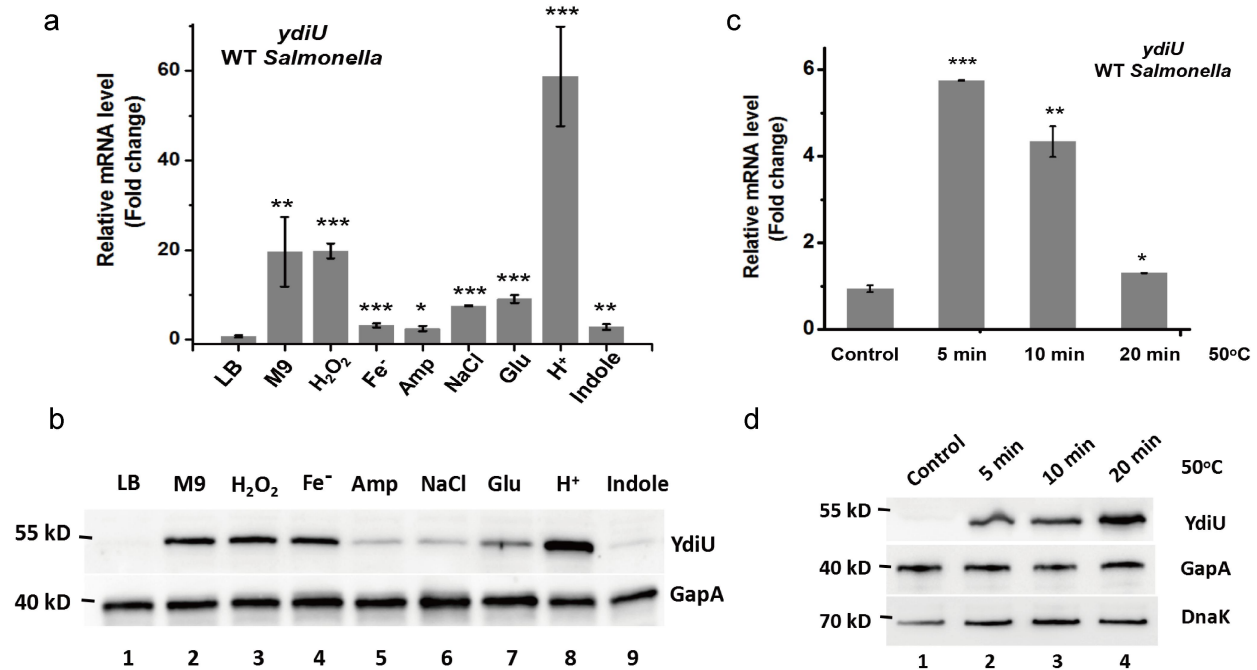 a
ydiU
WT Salmonella
Relative mRNA level
(Fold change)
60
40
20
0
***
**
***
***
*
***
***
***
**
LB
M9
H₂O₂
Fe⁻
Amp
NaCl
Glu
H⁺
Indole
c
ydiU
WT Salmonella
Relative mRNA level
(Fold change)
6
4
2
0
***
**
*
Control 5 min 10 min 20 min 50°C
b
LB M9 H₂O₂ Fe⁻ Amp NaCl Glu H⁺ Indole
55 kD
YdiU
40 kD
GapA
1 2 3 4 5 6 7 8 9
d
Control 5 min 10 min 20 min 50°C
55 kD
YdiU
40 kD
GapA
70 kD
DnaK
1 2 3 4